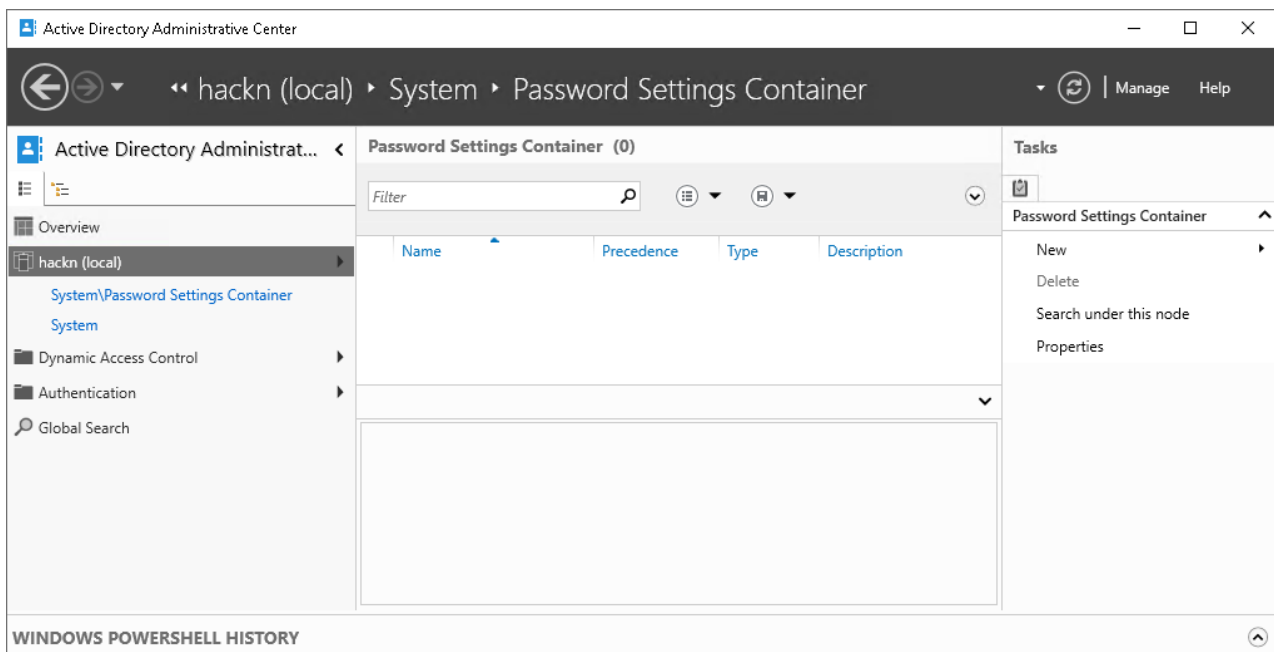 Active Directory Administrative Center
hackn (local) System Password Settings Container
Manage Help
Active Directory Administrat...
Overview
hackn (local)
System\Password Settings Container
System
Dynamic Access Control
Authentication
Global Search
Password Settings Container (0)
Filter
Name Precedence Type Description
Tasks
Password Settings Container
New
Delete
Search under this node
Properties
WINDOWS POWERSHELL HISTORY